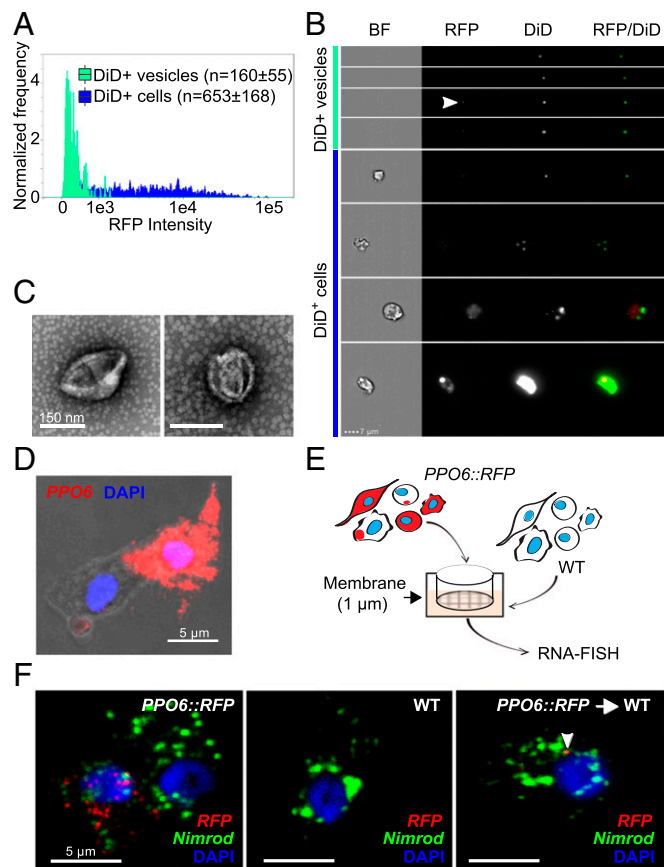 A
Normalized frequency
4
2
0
DiD+ vesicles (n=160±55)
DiD+ cells (n=653±168)
0 1e3 1e4 1e5
RFP Intensity
B
BF RFP DiD RFP/DiD
DiD+ vesicles
DiD+ cells
7 µm
C
150 nm
D
PPO6 DAPI
5 µm
E
PPO6::RFP
WT
Membrane
(1 µm)
RNA-FISH
F
PPO6::RFP
RFP
Nimrod
DAPI
5 µm
WT
RFP
Nimrod
DAPI
PPO6::RFP → WT
RFP
Nimrod
DAPI